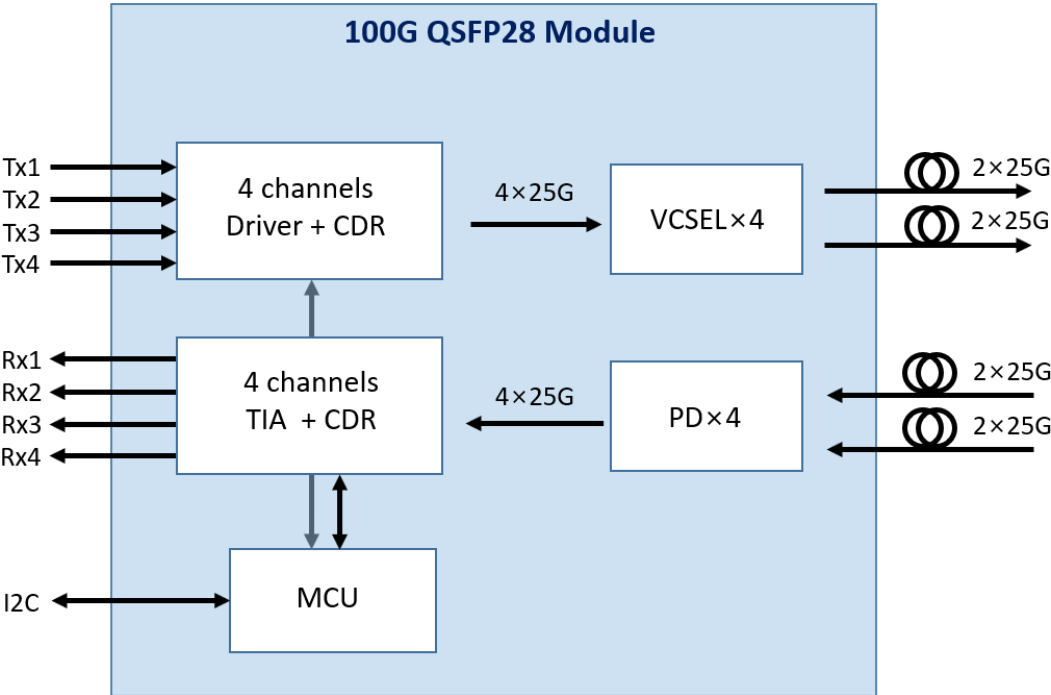 100G QSFP28 Module
Tx1
Tx2
Tx3
Tx4
4 channels
Driver + CDR
4×25G
VCSEL×4
2×25G
2×25G
Rx1
Rx2
Rx3
Rx4
4 channels
TIA + CDR
4×25G
PD×4
2×25G
2×25G
I2C
MCU